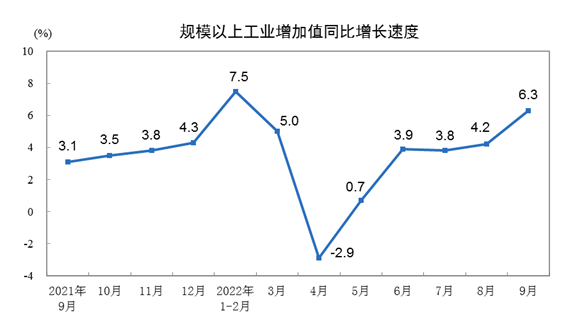 规模以上工业增加值同比增长速度
(%)
10
8
6
4
2
0
-2
-4
3.1
3.5
3.8
4.3
7.5
5.0
-2.9
0.7
3.9
3.8
4.2
6.3
2021年
9月
10月
11月
12月
2022年
1-2月
3月
4月
5月
6月
7月
8月
9月